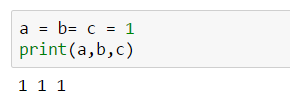 a = b= c = 1
print(a,b,c)
1 1 1